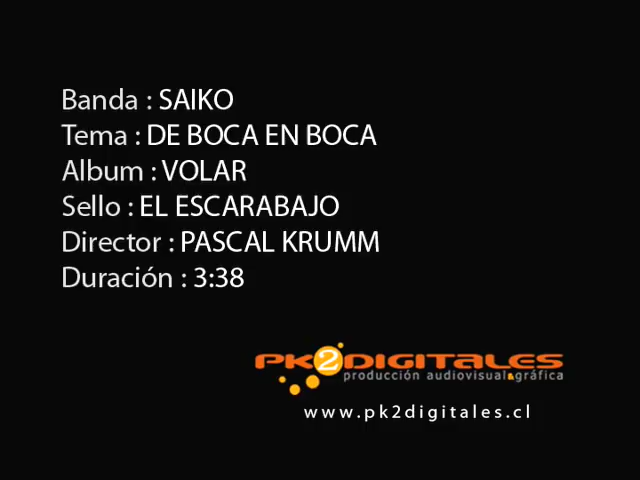 Banda : SAIKO
Tema : DE BOCA EN BOCA
Album : VOLAR
Sello : EL ESCARABAJO
Director : PASCAL KRUMM
Duración : 3:38
PK2DIGITALES
producción audiovisual&gráfica
www.pk2digitales.cl